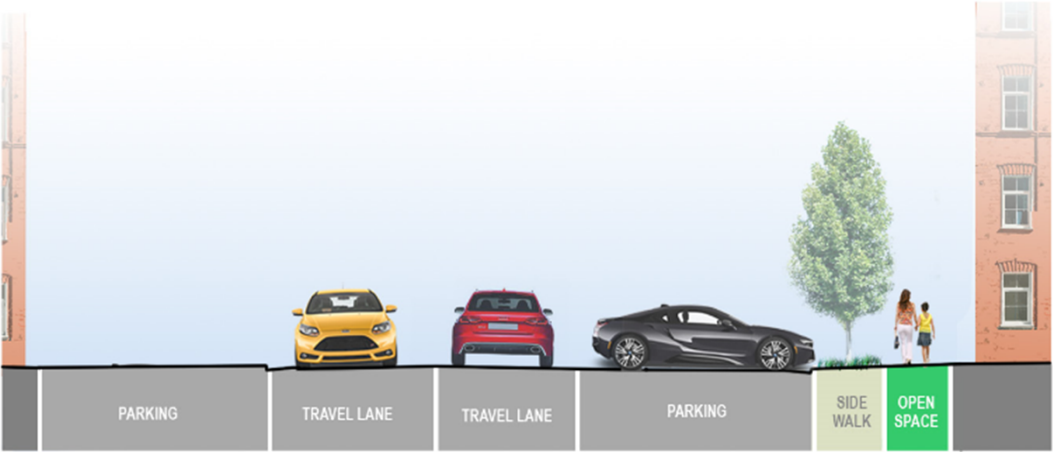 PARKING
TRAVEL LANE
TRAVEL LANE
PARKING
SIDE
WALK
OPEN
SPACE